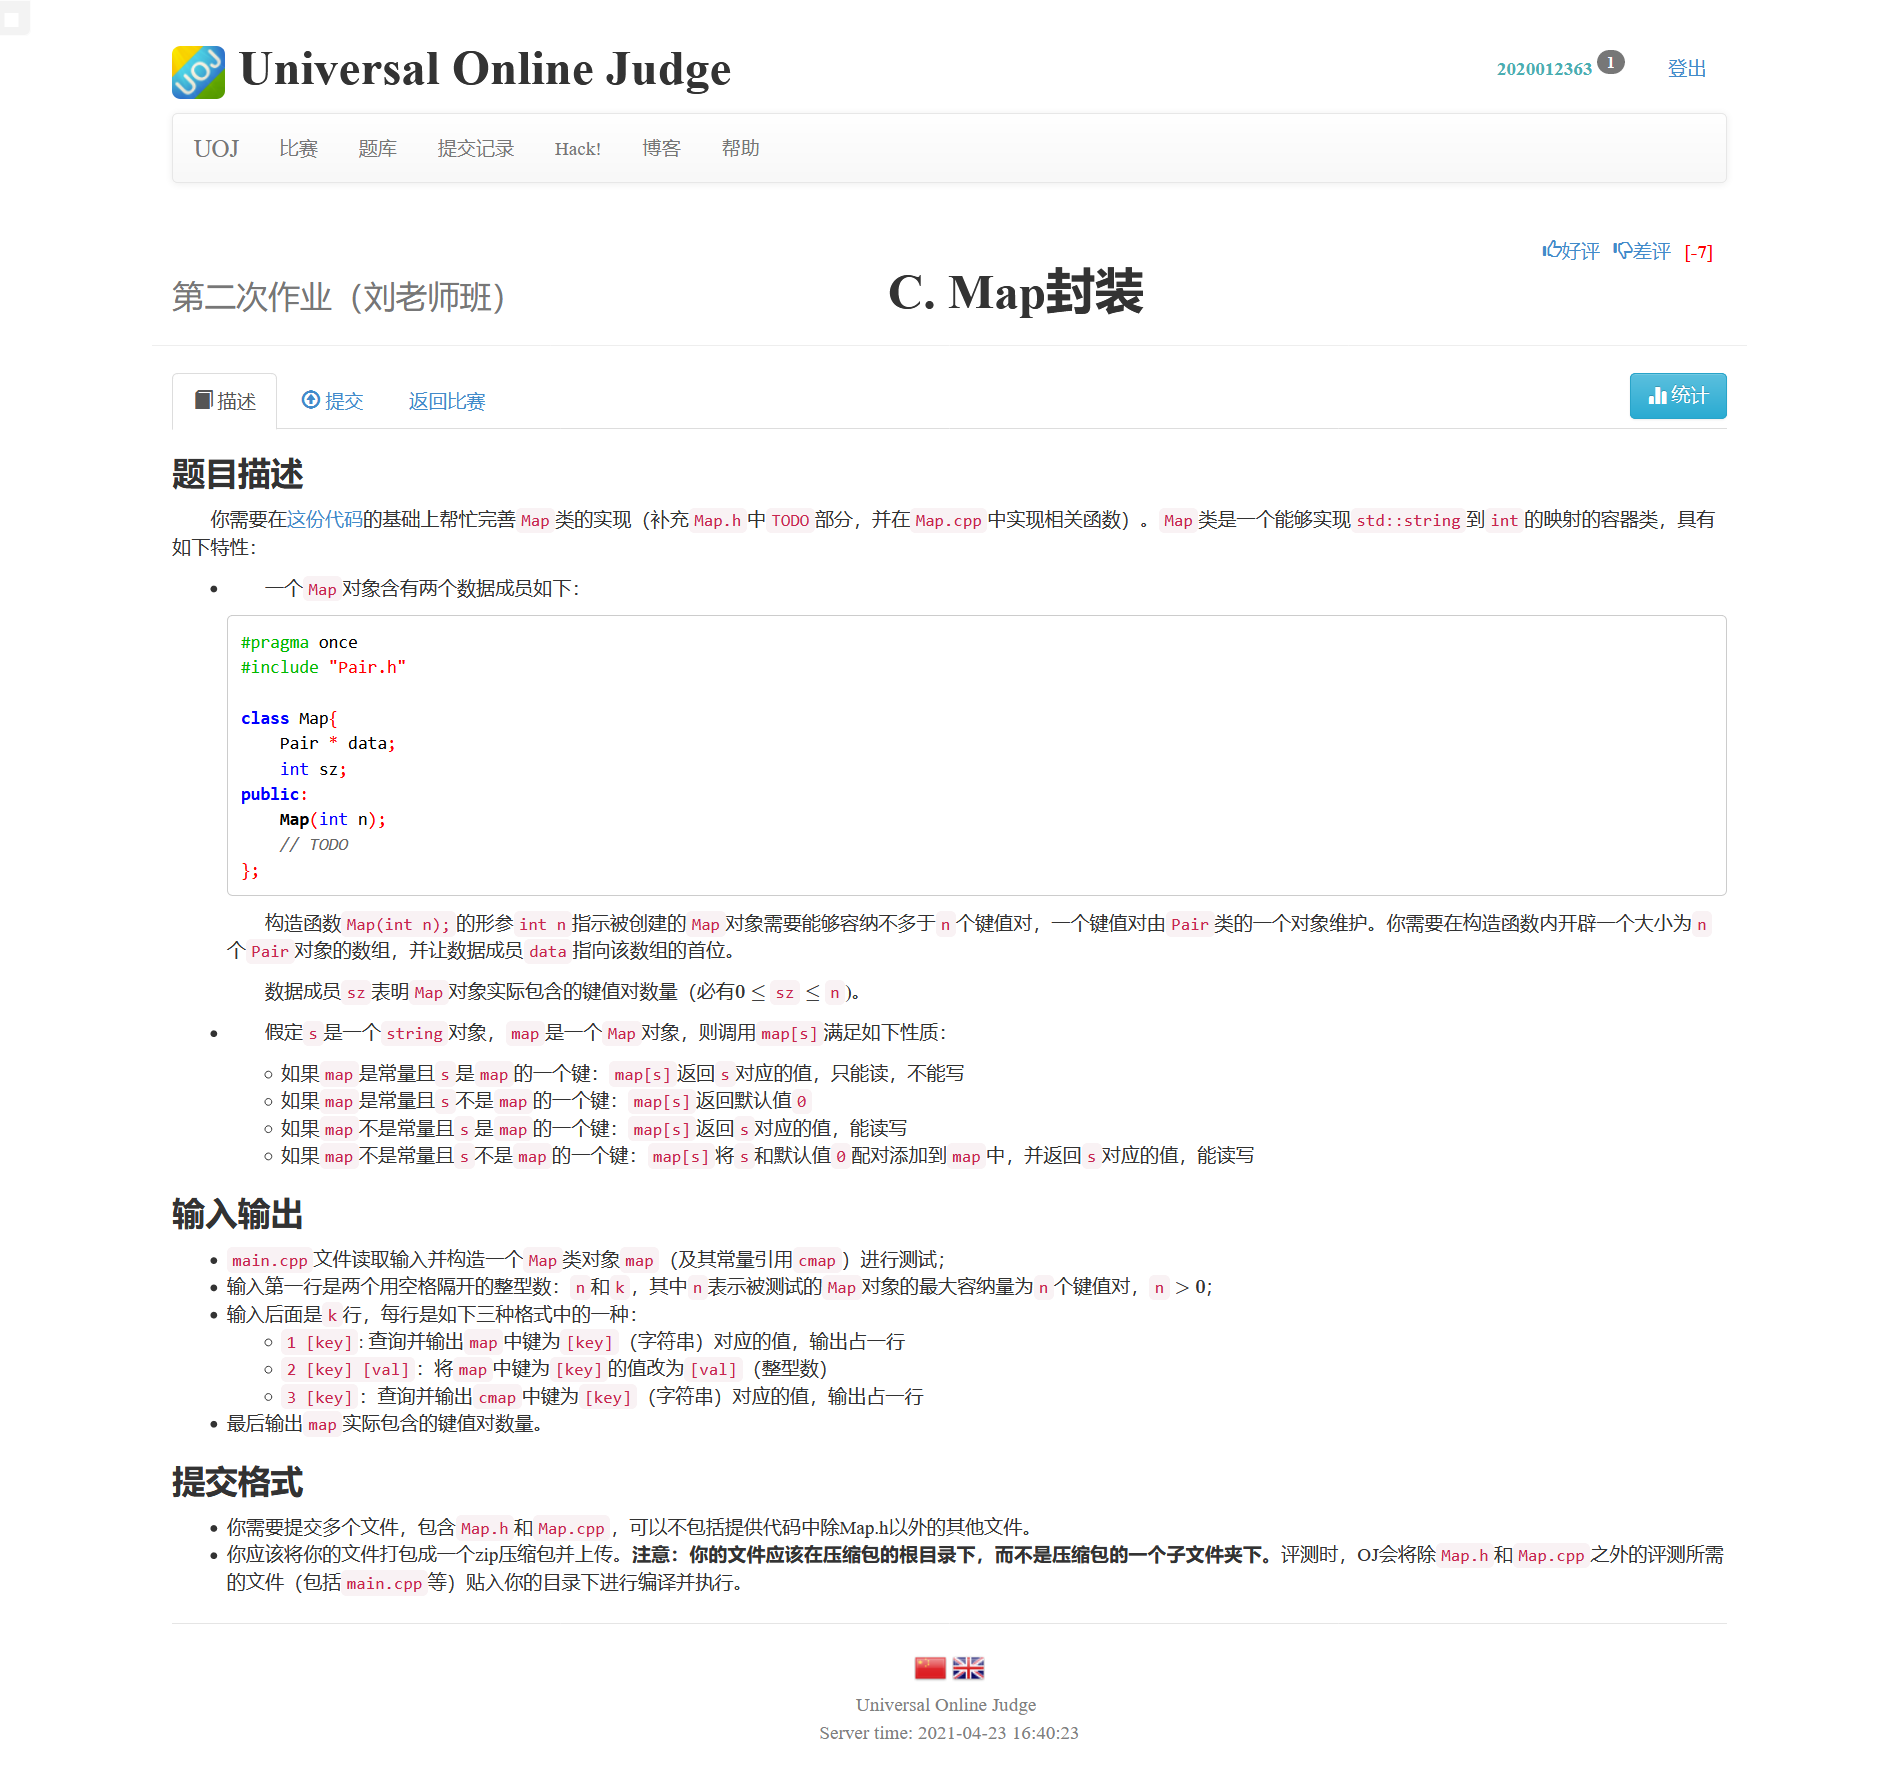 Universal Online Judge
2020012363 1 登出
UOJ 比赛 题库 提交记录 Hack! 博客 帮助
好评 差评 [-7]
第二次作业（刘老师班）
C. Map封装
描述 提交 返回比赛 统计
题目描述
你需要在这份代码的基础上帮忙完善 Map 类的实现（补充 Map.h 中 TODO 部分，并在 Map.cpp 中实现相关函数）。 Map 类是一个能够实现 std::string 到 int 的映射的容器类，具有
如下特性：
一个 Map 对象含有两个数据成员如下：
#pragma once
#include "Pair.h"
class Map{
Pair * data;
int sz;
public:
Map(int n);
// TODO
};
构造函数 Map(int n); 的形参 int n 指示被创建的 Map 对象需要能够容纳不多于 n 个键值对，一个键值对由 Pair 类的一个对象维护。你需要在构造函数内开辟一个大小为 n
个 Pair 对象的数组，并让数据成员 data 指向该数组的首位。
数据成员 sz 表明 Map 对象实际包含的键值对数量（必有0 ≤ sz ≤ n ）。
假定 s 是一个 string 对象， map 是一个 Map 对象，则调用 map[s] 满足如下性质：
如果 map 是常量且 s 是 map 的一个键： map[s] 返回 s 对应的值，只能读，不能写
如果 map 是常量且 s 不是 map 的一个键： map[s] 返回默认值 0
如果 map 不是常量且 s 是 map 的一个键： map[s] 返回 s 对应的值，能读写
如果 map 不是常量且 s 不是 map 的一个键： map[s] 将 s 和默认值 0 配对添加到 map 中，并返回 s 对应的值，能读写
输入输出
main.cpp 文件读取输入并构造一个 Map 类对象 map （及其常量引用 cmap ）进行测试；
输入第一行是两个用空格隔开的整型数： n 和 k ，其中 n 表示被测试的 Map 对象的最大容纳量为 n 个键值对， n > 0；
输入后面是 k 行，每行是如下三种格式中的一种：
1 [key] : 查询并输出 map 中键为 [key] （字符串）对应的值，输出占一行
2 [key] [val] ：将 map 中键为 [key] 的值改为 [val] （整型数）
3 [key] ：查询并输出 cmap 中键为 [key] （字符串）对应的值，输出占一行
最后输出 map 实际包含的键值对数量。
提交格式
你需要提交多个文件，包含 Map.h 和 Map.cpp ，可以不包括提供代码中除Map.h以外的其他文件。
你应该将你的文件打包成一个zip压缩包并上传。注意：你的文件应该在压缩包的根目录下，而不是压缩包的一个子文件夹下。评测时，OJ会将除 Map.h 和 Map.cpp 之外的评测所需
的文件（包括 main.cpp 等）贴入你的目录下进行编译并执行。
Universal Online Judge
Server time: 2021-04-23 16:40:23